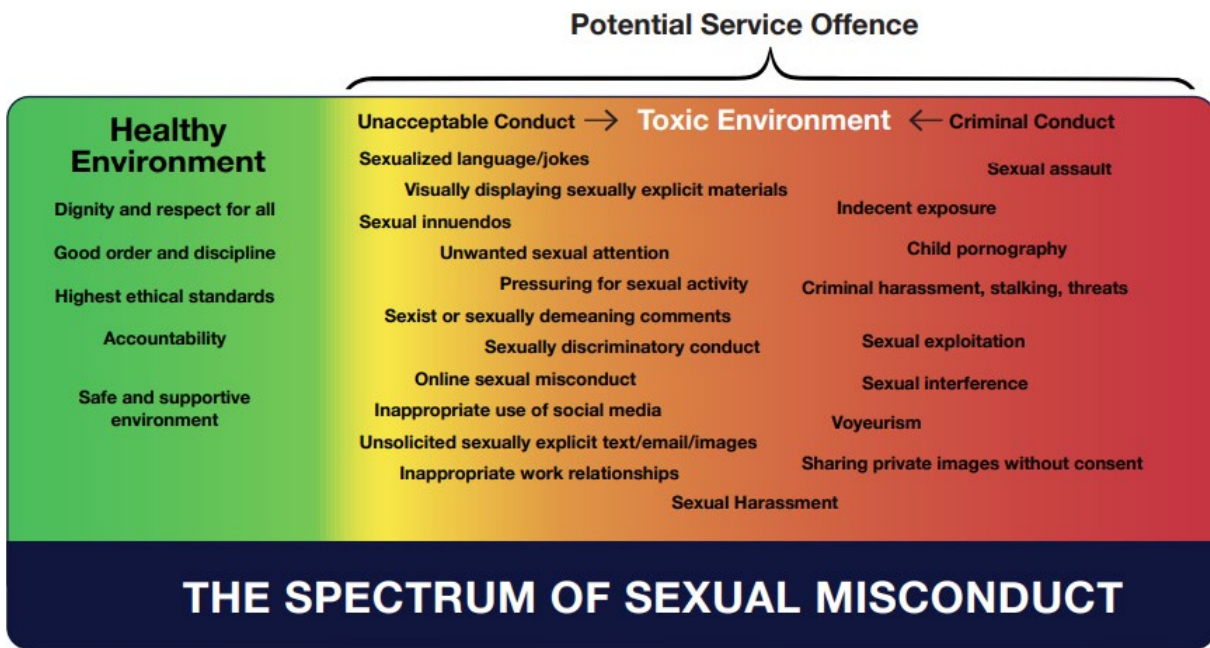 Potential Service Offence
Healthy
Environment
Dignity and respect for all
Good order and discipline
Highest ethical standards
Accountability
Safe and supportive
environment
Unacceptable Conduct → Toxic Environment ← Criminal Conduct
Sexualized language/jokes
Visually displaying sexually explicit materials
Sexual innuendos
Unwanted sexual attention
Pressuring for sexual activity
Sexist or sexually demeaning comments
Sexually discriminatory conduct
Online sexual misconduct
Inappropriate use of social media
Unsolicited sexually explicit text/email/images
Inappropriate work relationships
Sexual Harassment
Sexual assault
Indecent exposure
Child pornography
Criminal harassment, stalking, threats
Sexual exploitation
Sexual interference
Voyeurism
Sharing private images without consent
THE SPECTRUM OF SEXUAL MISCONDUCT